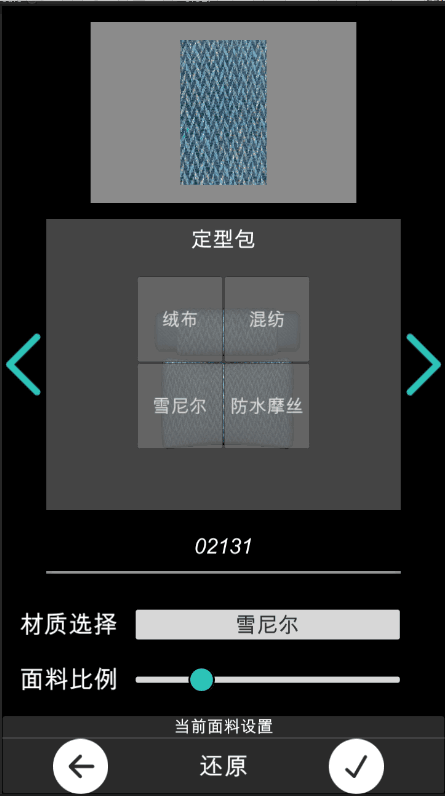 定型包
绒布 混纺
雪尼尔 防水摩丝
02131
材质选择 雪尼尔
面料比例
当前面料设置
还原